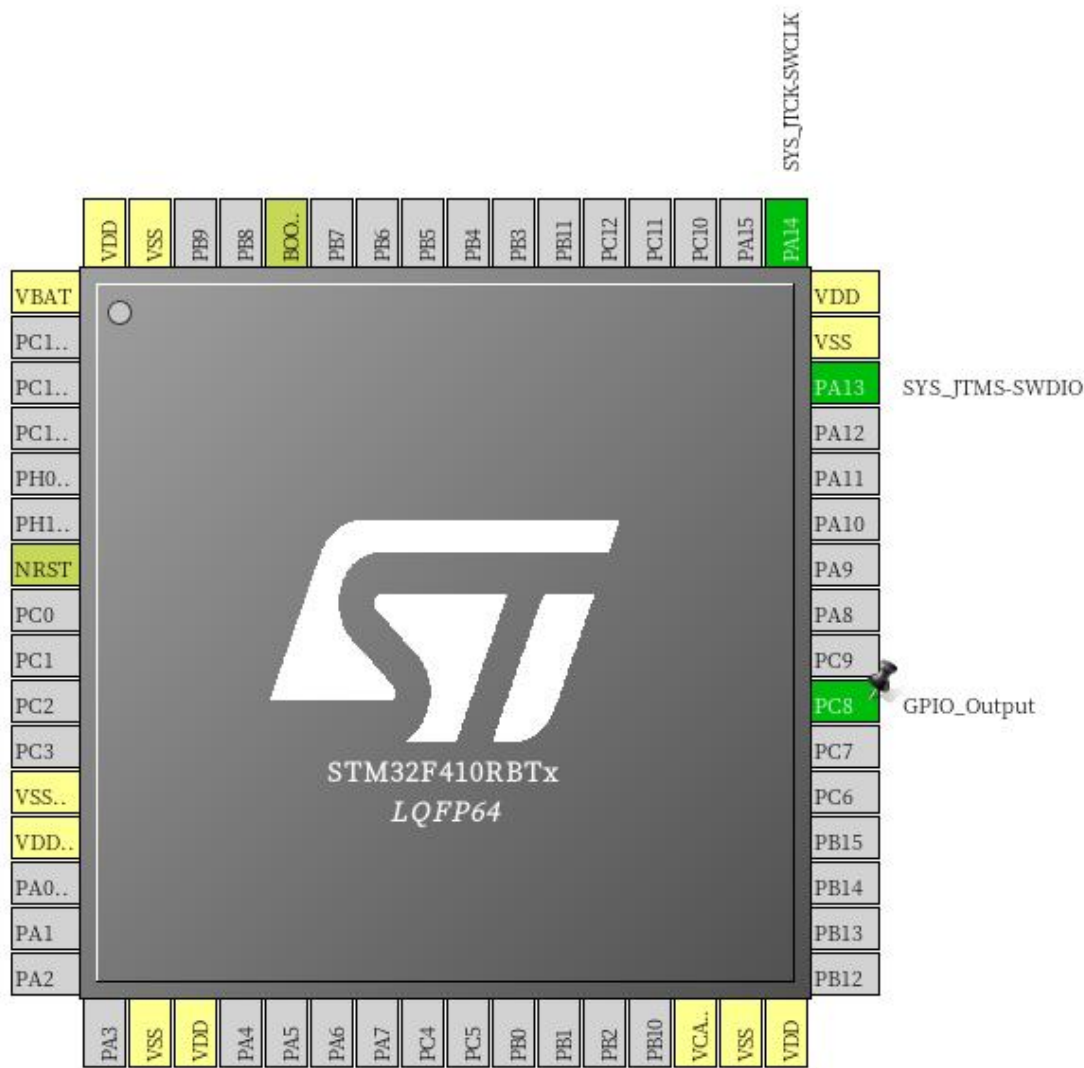 SYS_JTCK-SWCLK
VDD
VSS
PB9
PB8
BOO..
PB7
PB6
PB5
PB4
PB3
PB11
PC12
PC11
PC10
PA15
PA14
VBAT
PC1..
PC1..
PC1..
PH0..
PH1..
NRST
PC0
PC1
PC2
PC3
VSS..
VDD..
PA0..
PA1
PA2
STM32F410RBTx
LQFP64
VDD
VSS
PA13 SYS_JTMS-SWDIO
PA12
PA11
PA10
PA9
PA8
PC9
PC8 GPIO_Output
PC7
PC6
PB15
PB14
PB13
PB12
PA3
VSS
VDD
PA4
PA5
PA6
PA7
PC4
PC5
PB0
PB1
PB2
PB10
VCA..
VSS
VDD